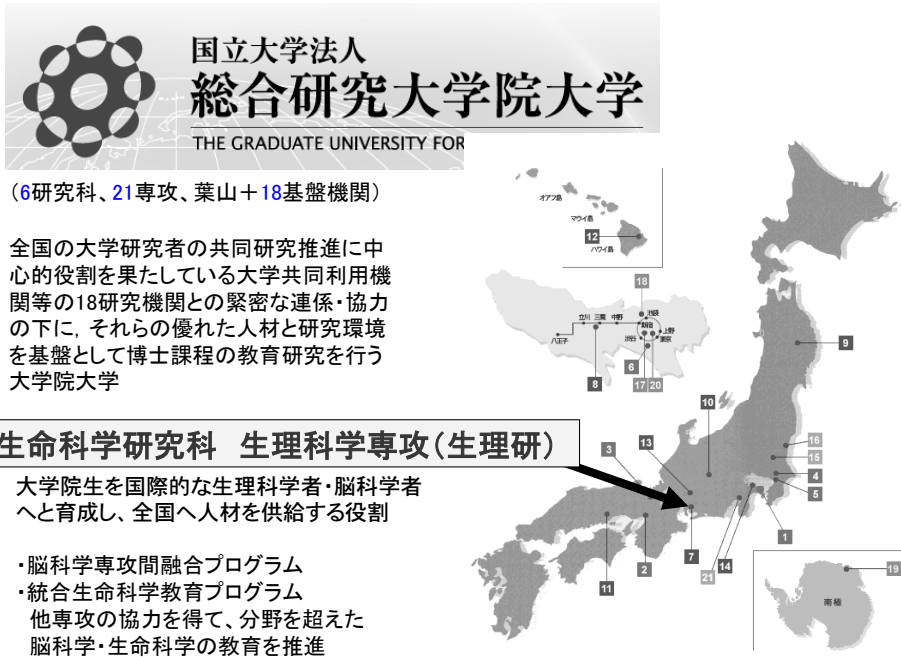 国立大学法人
総合研究大学院大学
THE GRADUATE UNIVERSITY FOR
（6研究科、21専攻、葉山＋18基盤機関）
全国の大学研究者の共同研究推進に中
心的役割を果たしている大学共同利用機
関等の18研究機関との緊密な連係・協力
の下に，それらの優れた人材と研究環境
を基盤として博士課程の教育研究を行う
大学院大学
生命科学研究科　生理科学専攻（生理研）
大学院生を国際的な生理科学者・脳科学者
へと育成し、全国へ人材を供給する役割
・脳科学専攻間融合プログラム
・統合生命科学教育プログラム
他専攻の協力を得て、分野を超えた
脳科学・生命科学の教育を推進
オアフ島
マウイ島
12
ハワイ島
18
立川 三鷹 中野 池袋
新宿 上野
八王子 渋谷 東京
6
8 17 20
9
10
16
3 13
15
4
5
1
7 14
2 21
11
19
南極